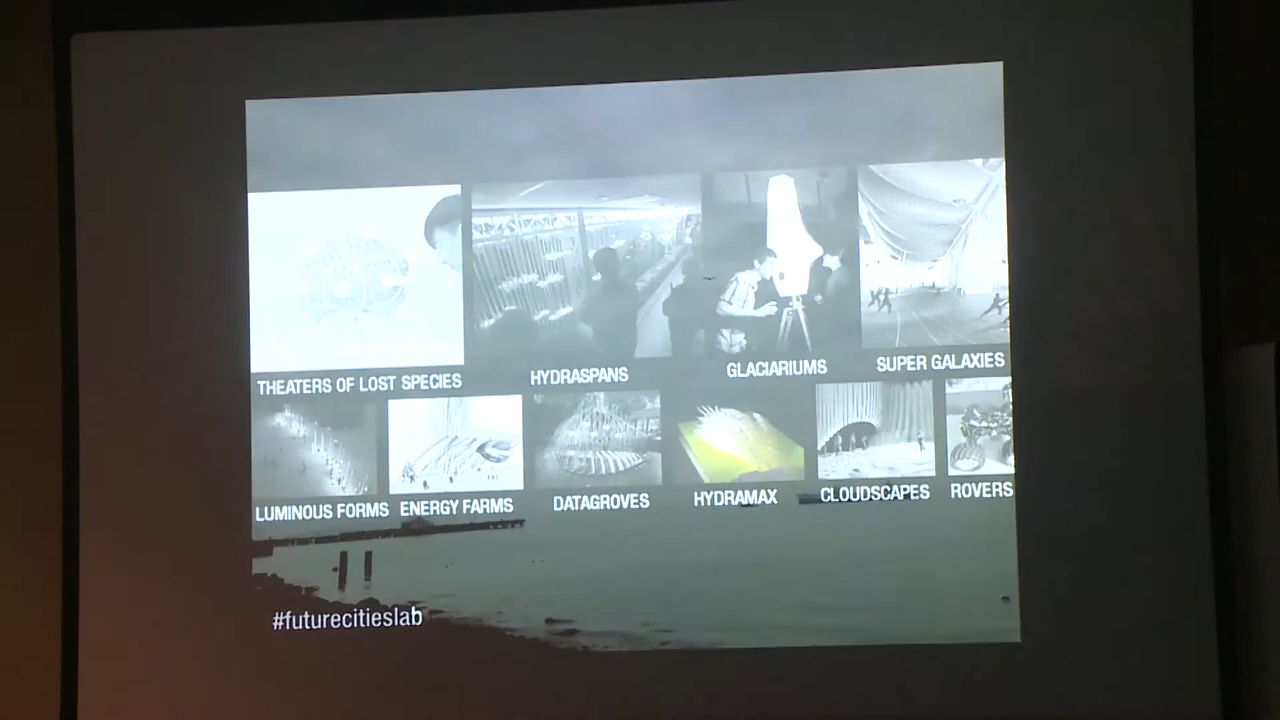 THEATERS OF LOST SPECIES
HYDRASPANS
GLACIARIUMS
SUPER GALAXIES
LUMINOUS FORMS
ENERGY FARMS
DATAGROVES
HYDRAMAX
CLOUDSCAPES
ROVERS
#futurecitieslab